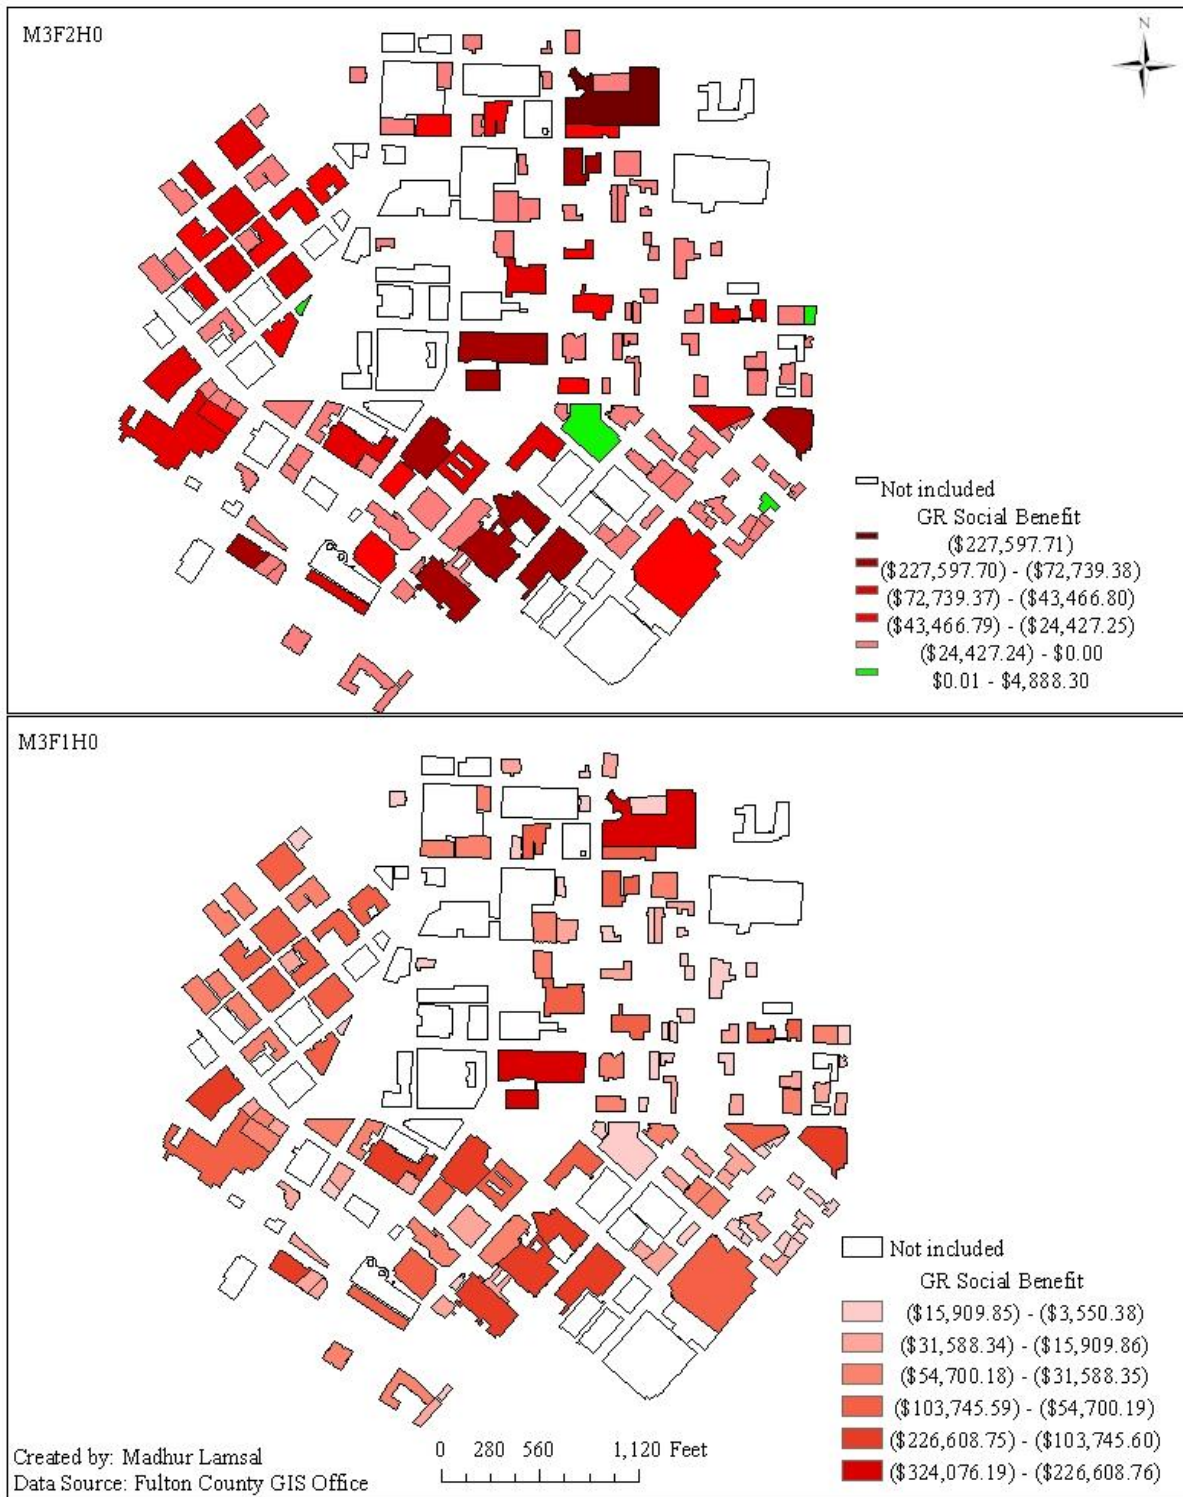 M3F2H0
N
Not included
GR Social Benefit
($227,597.71)
($227,597.70) - ($72,739.38)
($72,739.37) - ($43,466.80)
($43,466.79) - ($24,427.25)
($24,427.24) - $0.00
$0.01 - $4,888.30
M3F1H0
Not included
GR Social Benefit
($15,909.85) - ($3,550.38)
($31,588.34) - ($15,909.86)
($54,700.18) - ($31,588.35)
($103,745.59) - ($54,700.19)
($226,608.75) - ($103,745.60)
($324,076.19) - ($226,608.76)
Created by: Madhur Lamsal
Data Source: Fulton County GIS Office
0 280 560 1,120 Feet